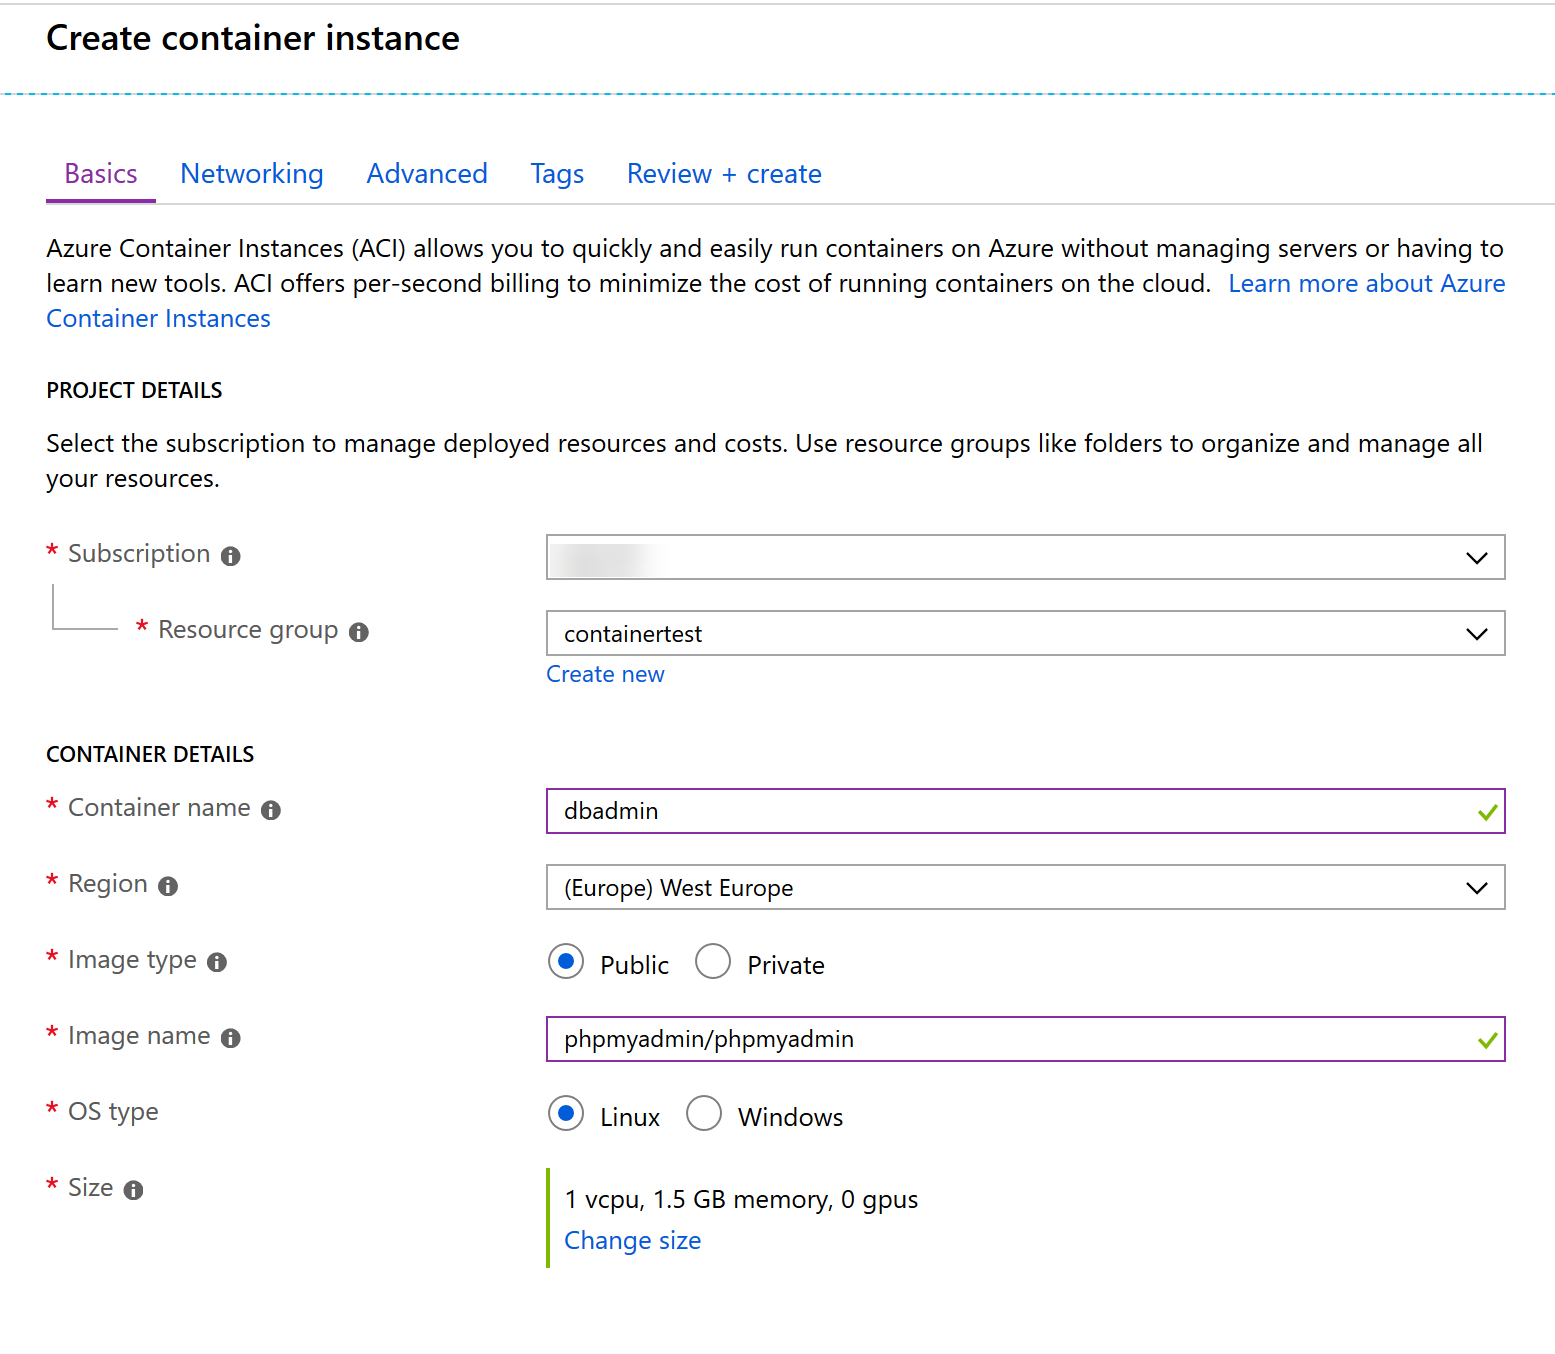 Create container instance
Basics Networking Advanced Tags Review + create
Azure Container Instances (ACI) allows you to quickly and easily run containers on Azure without managing servers or having to
learn new tools. ACI offers per-second billing to minimize the cost of running containers on the cloud. Learn more about Azure
Container Instances
PROJECT DETAILS
Select the subscription to manage deployed resources and costs. Use resource groups like folders to organize and manage all
your resources.
* Subscription
* Resource group containertest
Create new
CONTAINER DETAILS
* Container name dbadmin
* Region (Europe) West Europe
* Image type Public Private
* Image name phpmyadmin/phpmyadmin
* OS type Linux Windows
* Size 1 vcpu, 1.5 GB memory, 0 gpus
Change size